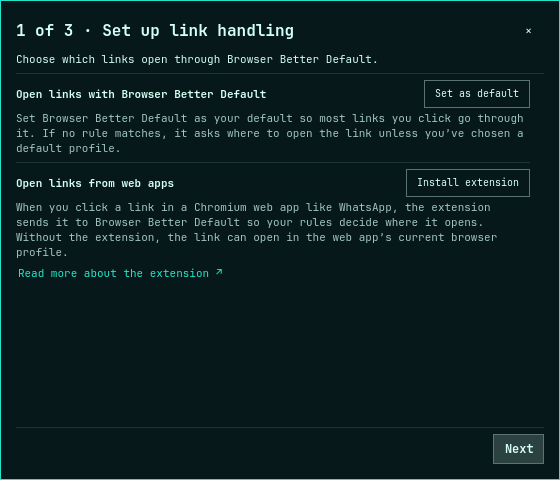 1 of 3 · Set up link handling
×
Choose which links open through Browser Better Default.
Open links with Browser Better Default
Set as default
Set Browser Better Default as your default so most links you click go through
it. If no rule matches, it asks where to open the link unless you’ve chosen a
default profile.
Open links from web apps
Install extension
When you click a link in a Chromium web app like WhatsApp, the extension
sends it to Browser Better Default so your rules decide where it opens.
Without the extension, the link can open in the web app’s current browser
profile.
Read more about the extension ↗
Next